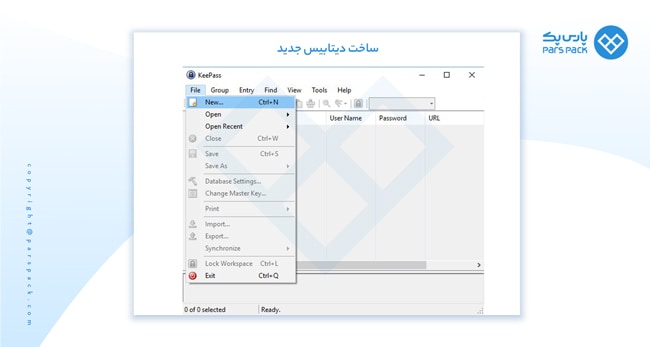 پارس پک
PARS PACK
ساخت دیتابیس جدید
KeePass
File Group Entry Find View Tools Help
New... Ctrl+N
Open
Open Recent
Close Ctrl+W
Save Ctrl+S
Save As
Database Settings...
Change Master Key...
Print
Import...
Export...
Synchronize
Lock Workspace Ctrl+L
Exit Ctrl+Q
User Name Password URL
0 of 0 selected Ready.
copyright@parspack.com